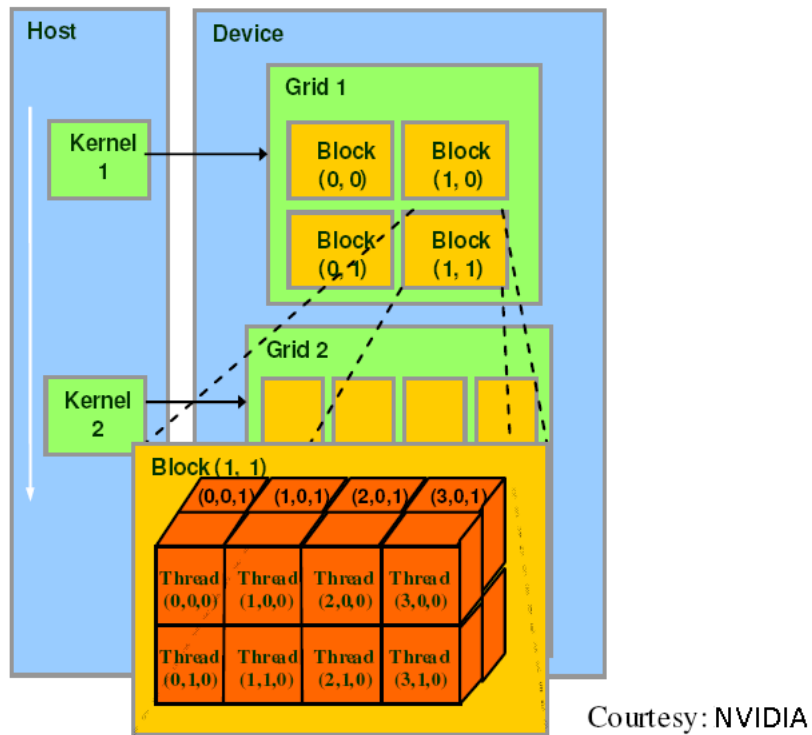 Host
Device
Grid 1
Kernel
1
Block
(0, 0)
Block
(1, 0)
Block
(0, 1)
Block
(1, 1)
Grid 2
Kernel
2
Block (1, 1)
(0,0,1)
(1,0,1)
(2,0,1)
(3,0,1)
Thread
(0,0,0)
Thread
(1,0,0)
Thread
(2,0,0)
Thread
(3,0,0)
Thread
(0,1,0)
Thread
(1,1,0)
Thread
(2,1,0)
Thread
(3,1,0)
Courtesy: NVIDIA